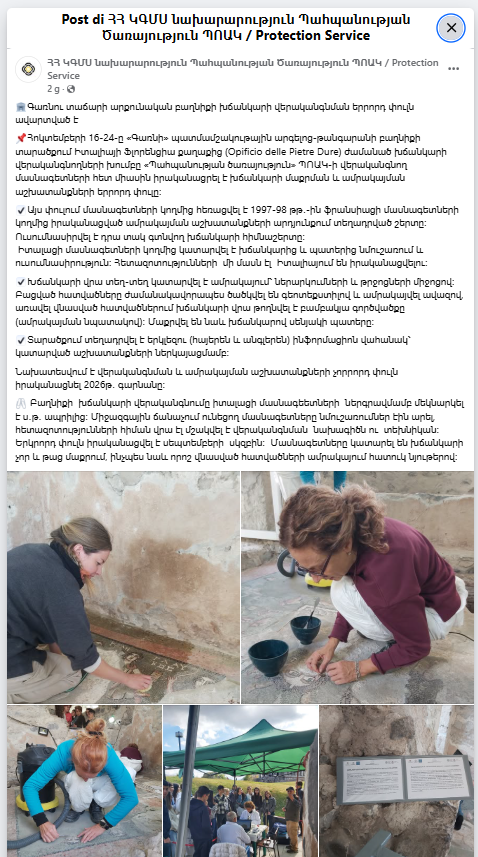 Post di ՀՀ ԿԳՄՍ նախարարություն Պահպանության
Ծառայություն ՊՈԱԿ / Protection Service
ՀՀ ԿԳՄՍ նախարարություն Պահպանության Ծառայություն ՊՈԱԿ / Protection
Service
2 g ·
🏛Գառնու տաճարի արքունական բաղնիքի խճանկարի վերականգնման երրորդ փուլն
ավարտված է
📌Հոկտեմբերի 16-24-ը «Գառնի» պատմամշակութային արգելոց-թանգարանի բաղնիքի
տարածքում Իտալիայի Ֆլորենցիա քաղաքից (Opificio delle Pietre Dure) ժամանած խճանկարի
վերականգնողների խումբը «Պահպանության ծառայություն» ՊՈԱԿ-ի վերականգնող
մասնագետների հետ միասին իրականացրել է խճանկարի մաքրման և ամրակայման
աշխատանքների երրորդ փուլը։
✔Այս փուլում մասնագետների կողմից հեռացվել է 1997-98 թթ.-ին ֆրանսիացի մասնագետների
կողմից իրականացված ամրակայման աշխատանքների արդյունքում տեղադրված շերտը։
Ուսումնասիրվել է դրա տակ գտնվող խճանկարի հիմնաշերտը։
Իտալացի մասնագետների կողմից կատարվել է խճանկարից և պատերից նմուշառում և
ուսումնասիրություն։ Հետազոտությունների մի մասն էլ Իտալիայում են իրականացվելու։
✔Խճանկարի վրա տեղ-տեղ կատարվել է ամրակայում՝ ներարկումների և թրջոցների միջոցով։
Բացված հատվածները ժամանակավորապես ծածկվել են գեոտեքստիլով և ամրակայվել ավազով,
առավել վնասված հատվածներում խճանկարի վրա թողնվել է բամբակյա գործվածքը
(ամրակայման նպատակով)։ Մաքրվել են նաև խճանկարով սենյակի պատերը։
✔Տարածքում տեղադրվել է երկլեզու (հայերեն և անգլերեն) ինֆորմացիոն վահանակ՝
կատարված աշխատանքների ներկայացմամբ։
Նախատեսվում է վերականգնման և ամրակայման աշխատանքների չորրորդ փուլն
իրականացնել 2026թ. գարնանը։
Բաղնիքի խճանկարի վերականգնումը իտալացի մասնագետների ներգրավմամբ մեկնարկել
է ս.թ. ապրիլից։ Միջազգային ճանաչում ունեցող մասնագետները նմուշառումներ էին արել,
հետազոտությունների հիման վրա էլ մշակվել է վերականգնման նախագիծն ու տեխնիկան։
Երկրորդ փուլն իրականացվել է սեպտեմբերի սկզբին։ Մասնագետները կատարել են խճանկարի
չոր և թաց մաքրում, ինչպես նաև որոշ վնասված հատվածների ամրակայում հատուկ նյութերով։